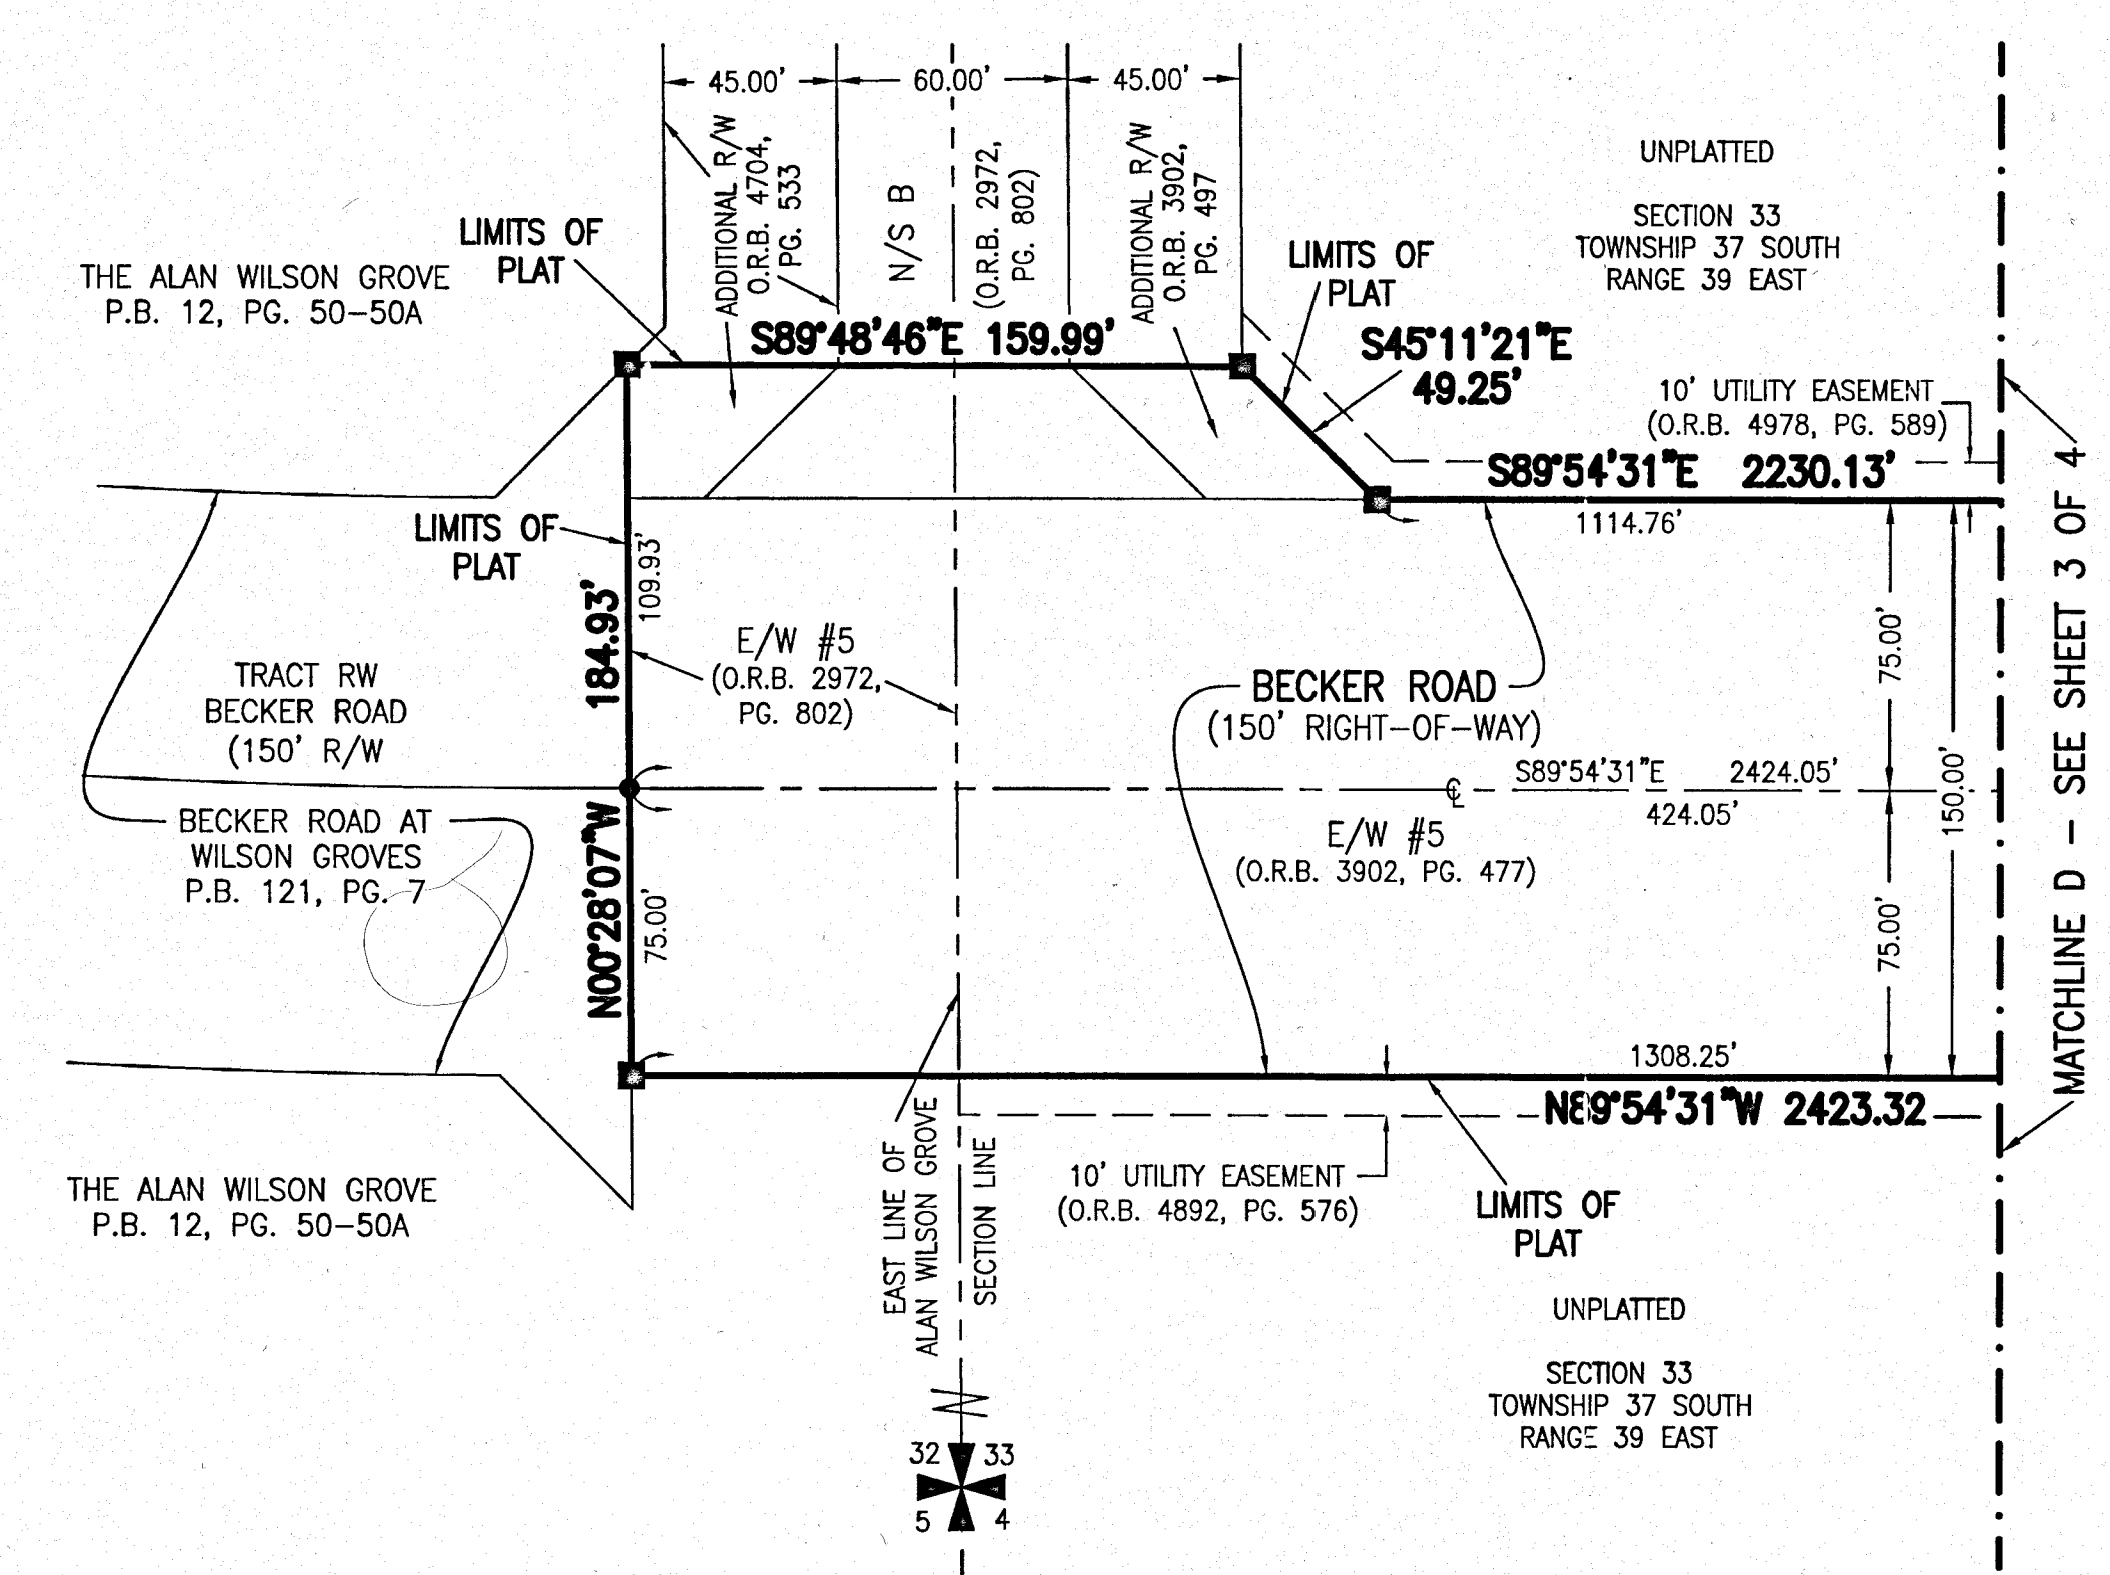 45.00'
60.00'
45.00'
ADDITIONAL R/W
O.R.B. 4704,
PG. 533
N/S B
(O.R.B. 2972,
PG. 802)
ADDITIONAL R/W
O.R.B. 3902,
PG. 497
UNPLATTED
SECTION 33
TOWNSHIP 37 SOUTH
RANGE 39 EAST
LIMITS OF
PLAT
THE ALAN WILSON GROVE
P.B. 12, PG. 50-50A
LIMITS OF
PLAT
S89°48'46"E 159.99'
S45°11'21"E
49.25'
10' UTILITY EASEMENT
(O.R.B. 4978, PG. 589)
S89°54'31"E 2230.13'
1114.76'
LIMITS OF
PLAT
109.93'
184.93'
E/W #5
(O.R.B. 2972,
PG. 802)
TRACT RW
BECKER ROAD
(150' R/W
BECKER ROAD
(150' RIGHT-OF-WAY)
75.00'
150.00'
MATCHLINE D - SEE SHEET 3 OF 4
S89°54'31"E 2424.05'
424.05'
℄
E/W #5
(O.R.B. 3902, PG. 477)
BECKER ROAD AT
WILSON GROVES
P.B. 121, PG. 7
N00°28'07"W
75.00'
75.00'
1308.25'
N89°54'31"W 2423.32
EAST LINE OF
ALAN WILSON GROVE
SECTION LINE
10' UTILITY EASEMENT
(O.R.B. 4892, PG. 576)
LIMITS OF
PLAT
THE ALAN WILSON GROVE
P.B. 12, PG. 50-50A
UNPLATTED
SECTION 33
TOWNSHIP 37 SOUTH
RANGE 39 EAST
32 33
5 4